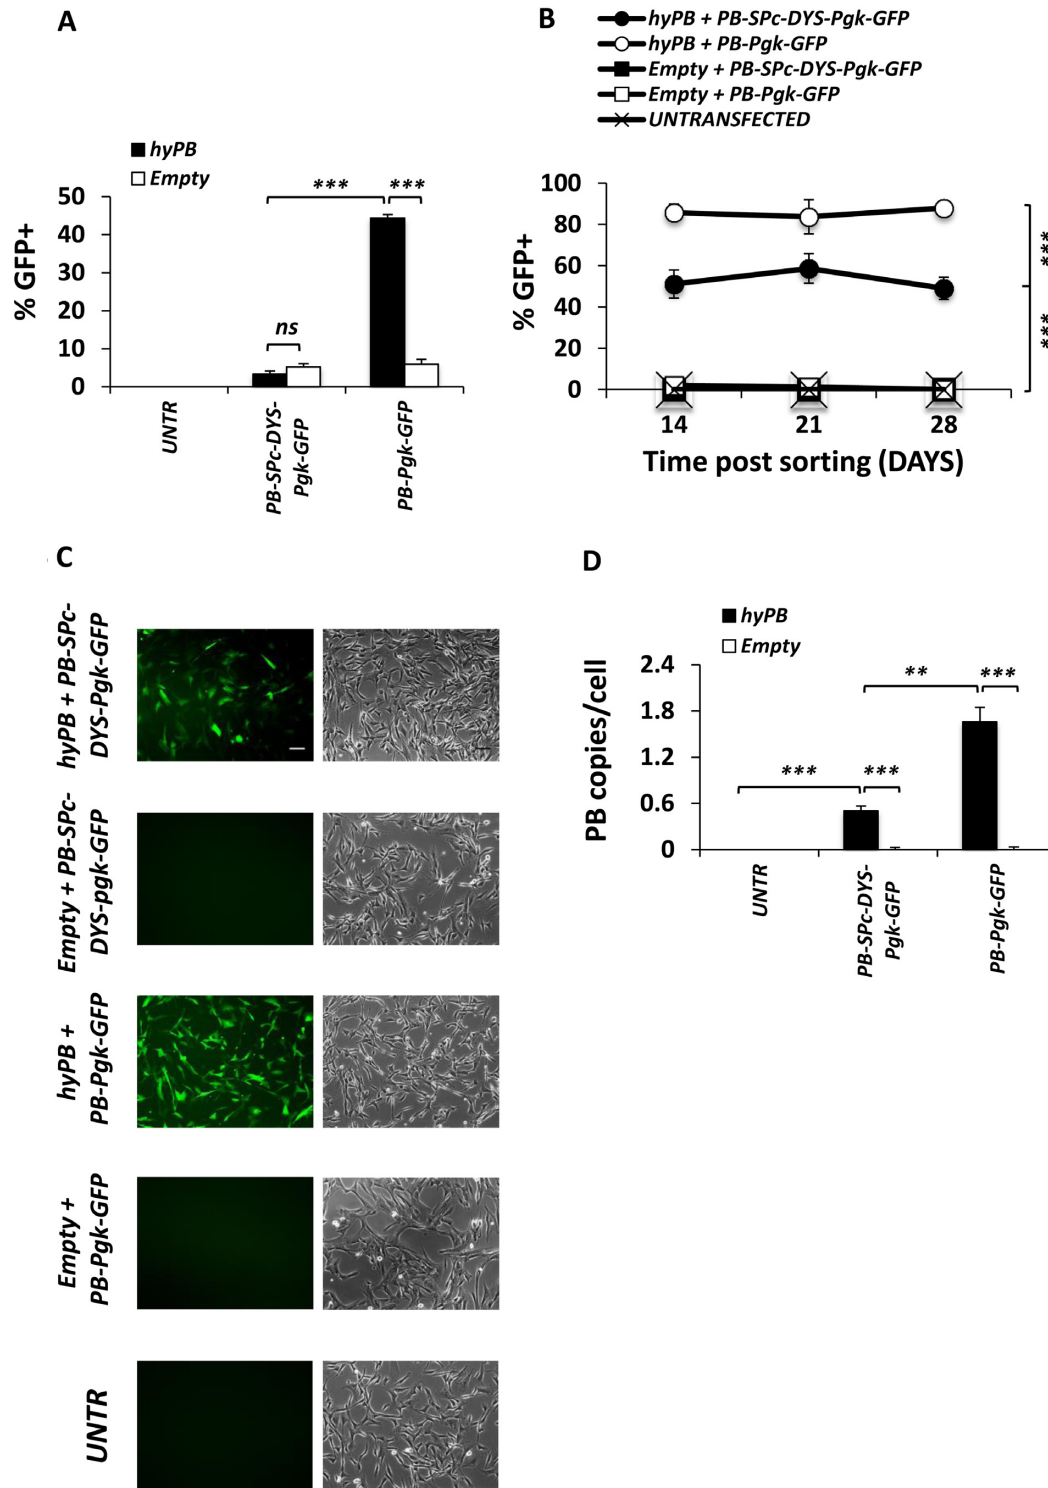 A
hyPB
Empty
***
***
ns
% GFP+
50
40
30
20
10
0
UNTR
PB-SPc-DYS-
Pgk-GFP
PB-Pgk-GFP
B
hyPB + PB-SPc-DYS-Pgk-GFP
hyPB + PB-Pgk-GFP
Empty + PB-SPc-DYS-Pgk-GFP
Empty + PB-Pgk-GFP
UNTRANSFECTED
% GFP+
100
80
60
40
20
0
***
***
14 21 28
Time post sorting (DAYS)
C
hyPB + PB-SPc-
DYS-Pgk-GFP
Empty + PB-SPc-
DYS-pgk-GFP
hyPB +
PB-Pgk-GFP
Empty +
PB-Pgk-GFP
UNTR
D
hyPB
Empty
PB copies/cell
2.4
1.8
1.2
0.6
0
**
***
***
***
UNTR
PB-SPc-DYS-
Pgk-GFP
PB-Pgk-GFP